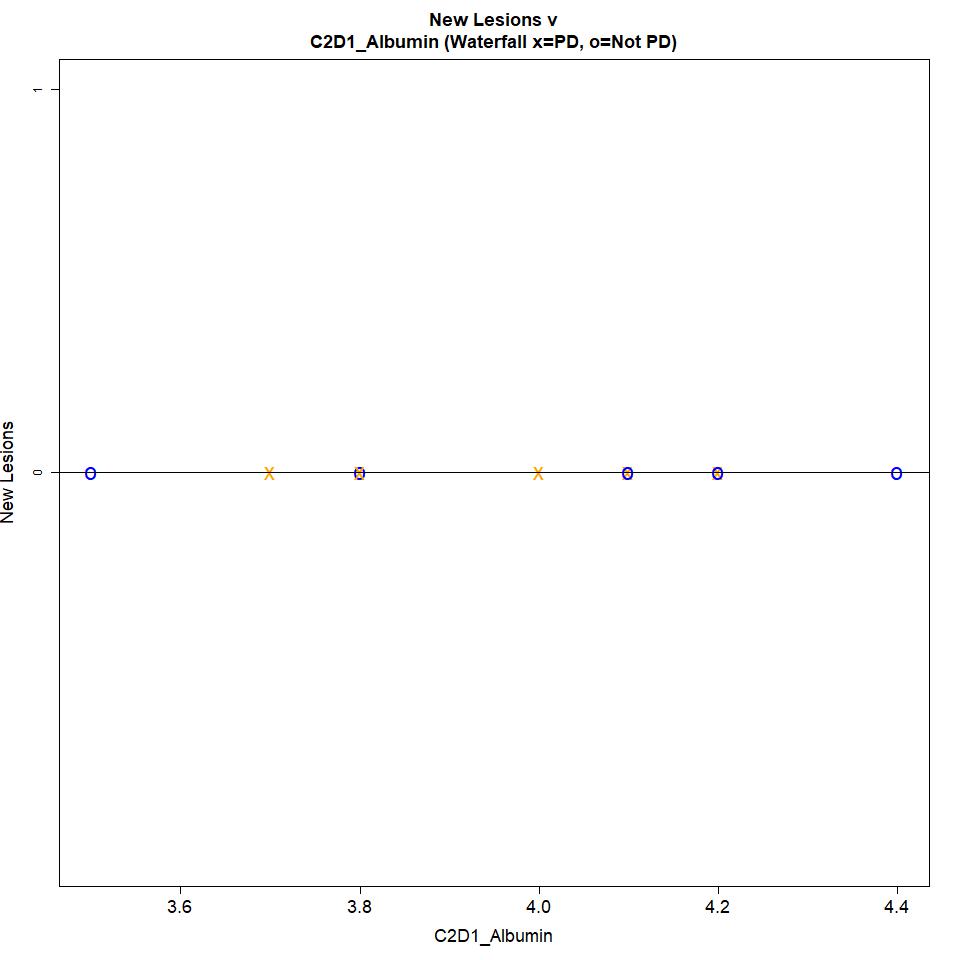 New Lesions v
C2D1_Albumin (Waterfall x=PD, o=Not PD)
1
0
New Lesions
o x x o x x o x o o
3.6 3.8 4.0 4.2 4.4
C2D1_Albumin